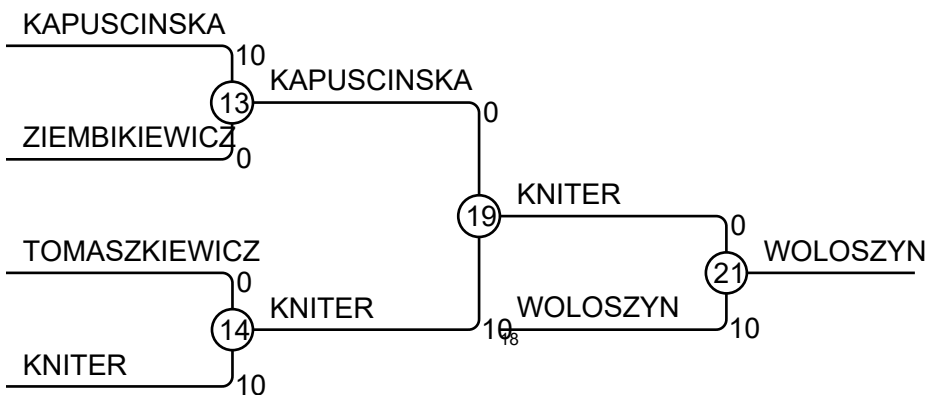 KAPUSCINSKA
10
13
KAPUSCINSKA
0
ZIEMBIKIEWICZ
0
19
KNITER
0
TOMASZKIEWICZ
0
21
WOLOSZYN
14
KNITER
10
18
WOLOSZYN
10
KNITER
10